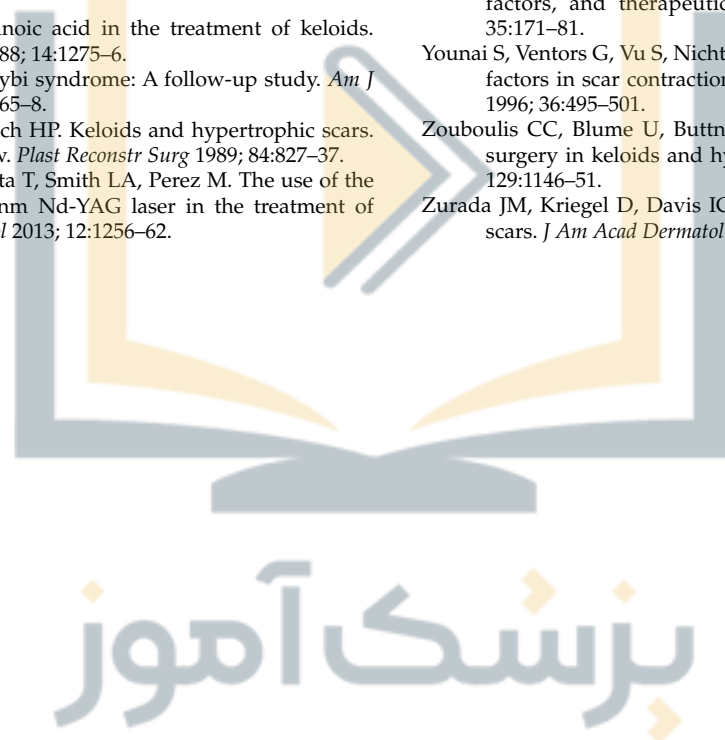 noic acid in the treatment of keloids.
88; 14:1275–6.
ybi syndrome: A follow-up study. Am J
65–8.
ch HP. Keloids and hypertrophic scars.
w. Plast Reconstr Surg 1989; 84:827–37.
ta T, Smith LA, Perez M. The use of the
nm Nd-YAG laser in the treatment of
l 2013; 12:1256–62.
factors, and therapeutic
35:171–81.
Younai S, Ventors G, Vu S, Nicht
factors in scar contraction
1996; 36:495–501.
Zouboulis CC, Blume U, Buttn
surgery in keloids and hy
129:1146–51.
Zurada JM, Kriegel D, Davis IC
scars. J Am Acad Dermatol
پزشک آموز